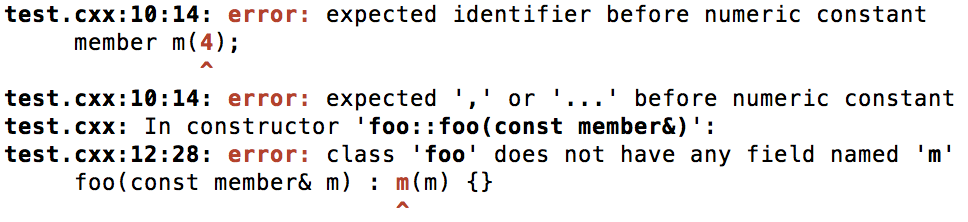 test.cxx:10:14: error: expected identifier before numeric constant
     member m(4);
              ^
test.cxx:10:14: error: expected ',' or '...' before numeric constant
test.cxx: In constructor 'foo::foo(const member&)':
test.cxx:12:28: error: class 'foo' does not have any field named 'm'
     foo(const member& m) : m(m) {}
                            ^